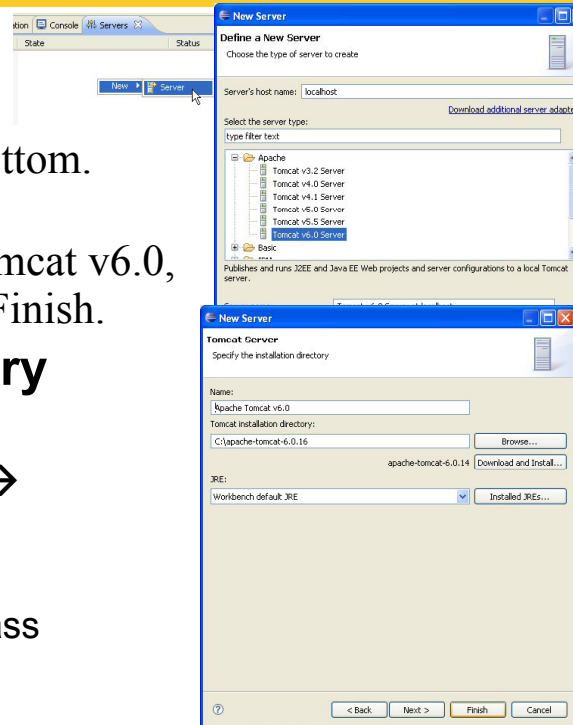 tion Console Servers
State Status
New Server
New Server
Define a New Server
Choose the type of server to create
Server's host name: localhost
Download additional server adapte
Select the server type:
type filter text
Apache
Tomcat v3.2 Server
Tomcat v4.0 Server
Tomcat v4.1 Server
Tomcat v5.0 Server
Tomcat v5.5 Server
Tomcat v6.0 Server
Basic
Publishes and runs J2EE and Java EE Web projects and server configurations to a local Tomcat
server.
ttom.
mcat v6.0,
Finish.
ry
→
ass
New Server
Tomcat Server
Specify the installation directory
Name:
Apache Tomcat v6.0
Tomcat installation directory:
C:\apache-tomcat-6.0.16 Browse...
apache-tomcat-6.0.14 Download and Install...
JRE:
Workbench default JRE Installed JREs...
< Back Next > Finish Cancel